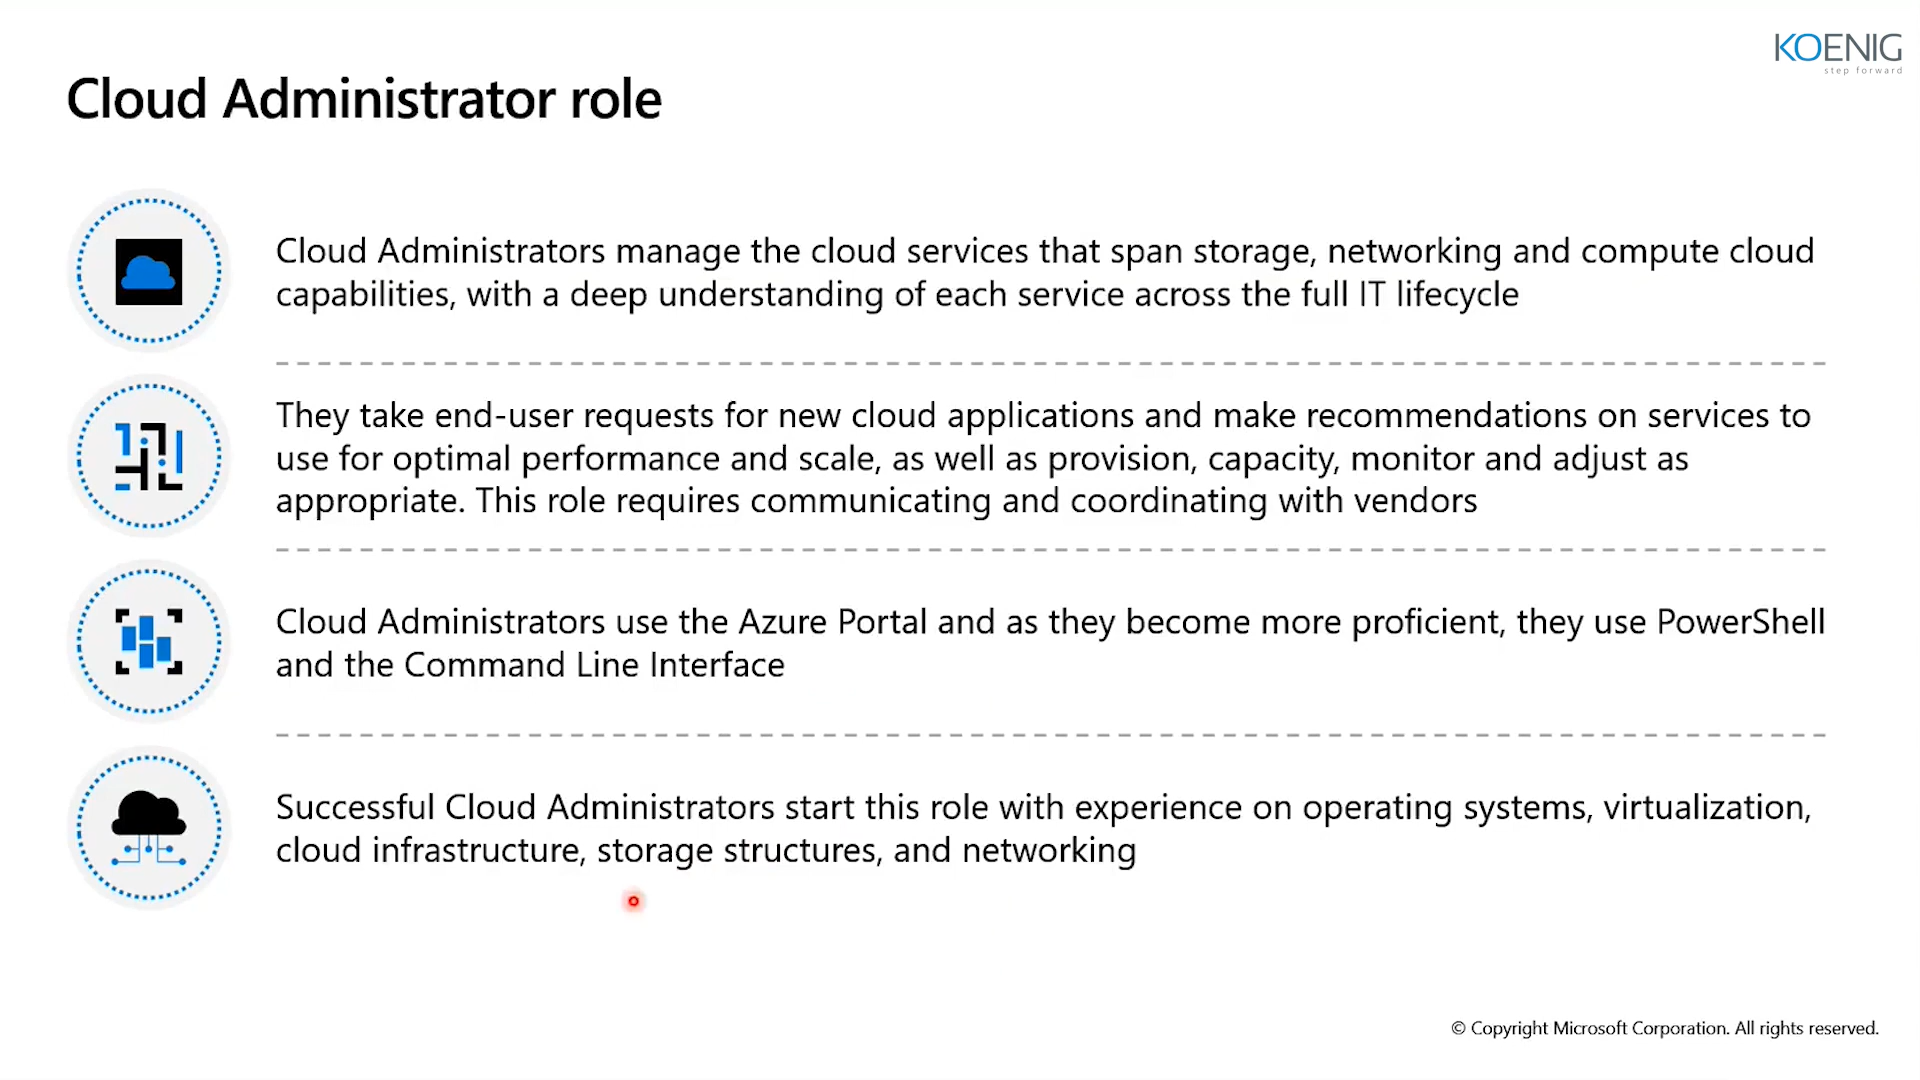 KOENIG
step forward
Cloud Administrator role
Cloud Administrators manage the cloud services that span storage, networking and compute cloud
capabilities, with a deep understanding of each service across the full IT lifecycle
They take end-user requests for new cloud applications and make recommendations on services to
use for optimal performance and scale, as well as provision, capacity, monitor and adjust as
appropriate. This role requires communicating and coordinating with vendors
Cloud Administrators use the Azure Portal and as they become more proficient, they use PowerShell
and the Command Line Interface
Successful Cloud Administrators start this role with experience on operating systems, virtualization,
cloud infrastructure, storage structures, and networking
© Copyright Microsoft Corporation. All rights reserved.